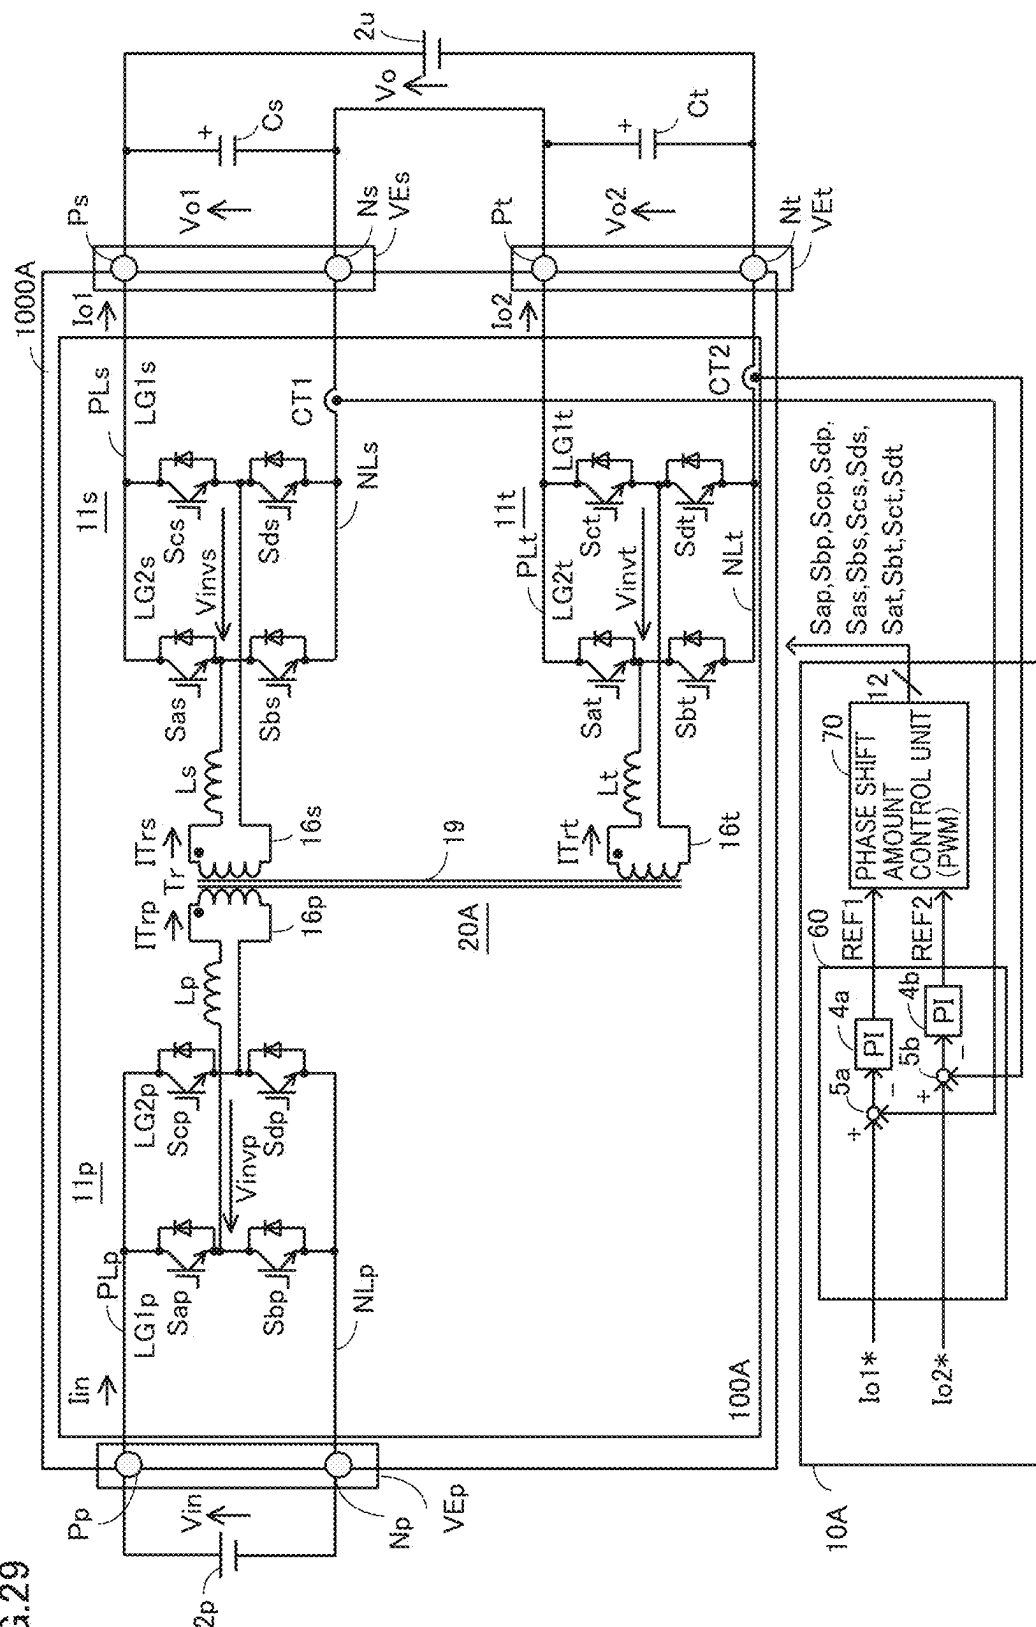 1000A
Pp
Vin
2p
Np
VEp
Iin
PLp
LG1p
11p
LG2p
Sap
Scp
Vinvp
Sbp
Sdp
NLp
Lp
ITrp
Tr
ITrs
16p
16s
19
20A
Ls
11s
PLs
LG2s
LG1s
Sas
Scs
Vinvs
Sbs
Sds
NLs
CT1
Io1
Ps
Vo1
+
Cs
Ns
VEs
Vo
2u
ITrt
Lt
16t
11t
PLt
LG2t
LG1t
Sat
Sct
Vinvt
Sbt
Sdt
NLt
CT2
Io2
Pt
Vo2
+
Ct
Nt
VEt
100A
10A
Io1*
Io2*
60
+
5a
−
4a
PI
+
5b
−
4b
PI
REF1
REF2
70
PHASE SHIFT
AMOUNT
CONTROL UNIT
(PWM)
12
Sap,Sbp,Scp,Sdp,
Sas,Sbs,Scs,Sds,
Sat,Sbt,Sct,Sdt